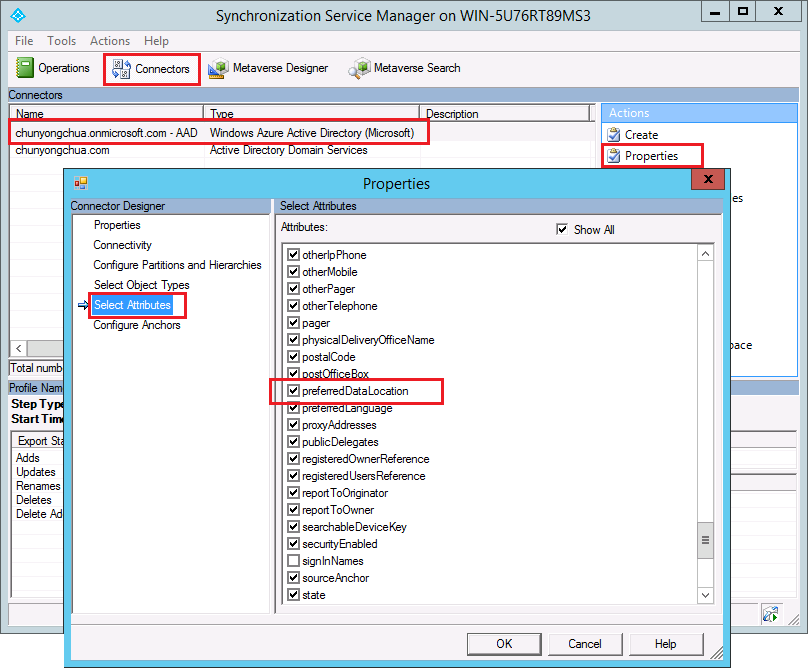 Synchronization Service Manager on WIN-5U76RT89MS3
File Tools Actions Help
Operations Connectors Metaverse Designer Metaverse Search
Connectors
Name Type Description
chunyongchua.onmicrosoft.com - AAD Windows Azure Active Directory (Microsoft)
chunyongchua.com Active Directory Domain Services
Actions
Create
Properties
es
pace
Total numb
Profile Name
Step Type
Start Time
Export Sta
Adds
Updates
Renames
Deletes
Delete Ad
Properties
Connector Designer
Properties
Connectivity
Configure Partitions and Hierarchies
Select Object Types
Select Attributes
Configure Anchors
Select Attributes
Attributes:
Show All
otherIpPhone
otherMobile
otherPager
otherTelephone
pager
physicalDeliveryOfficeName
postalCode
postOfficeBox
preferredDataLocation
preferredLanguage
proxyAddresses
publicDelegates
registeredOwnerReference
registeredUsersReference
reportToOriginator
reportToOwner
searchableDeviceKey
securityEnabled
signInNames
sourceAnchor
state
OK Cancel Help